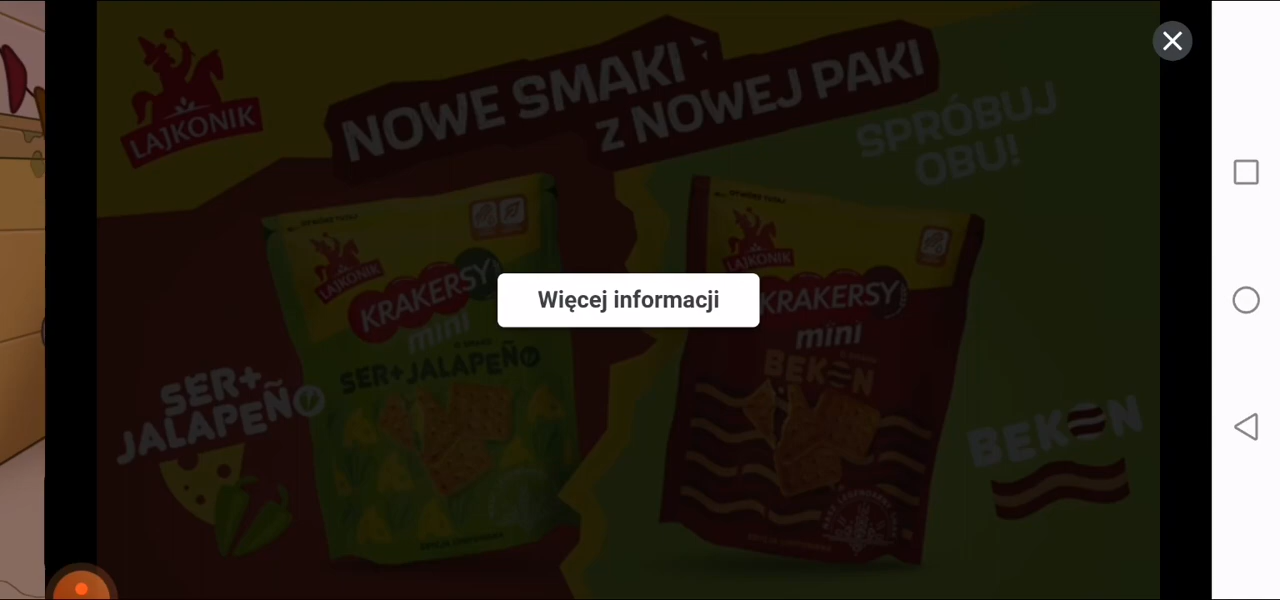 NOWE SMAKI
z NOWEJ PAKI
LAJKONIK
SPRÓBUJ
OBU!
LAJKONIK
KRAKERSY
mini
SER+JALAPEÑO
LAJKONIK
KRAKERSY
mini
BEKON
Więcej informacji
SER+
JALAPEÑO
BEKON